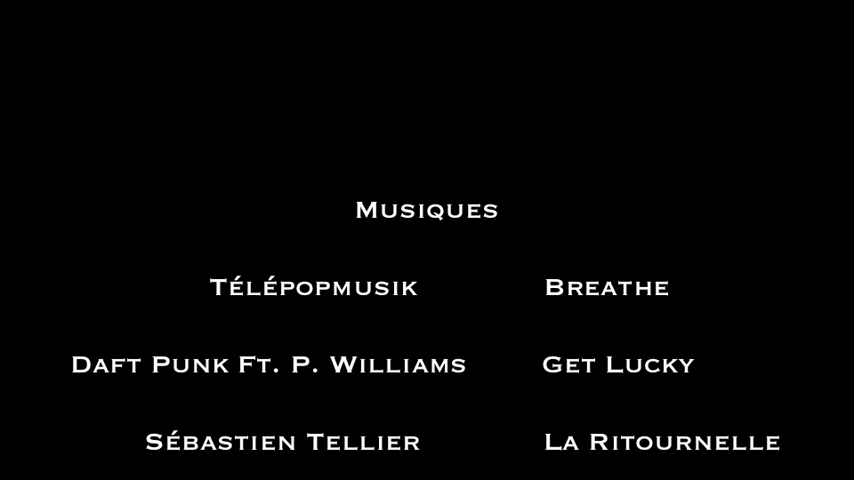 Musiques
Télépopmusik Breathe
Daft Punk Ft. P. Williams Get Lucky
Sébastien Tellier La Ritournelle